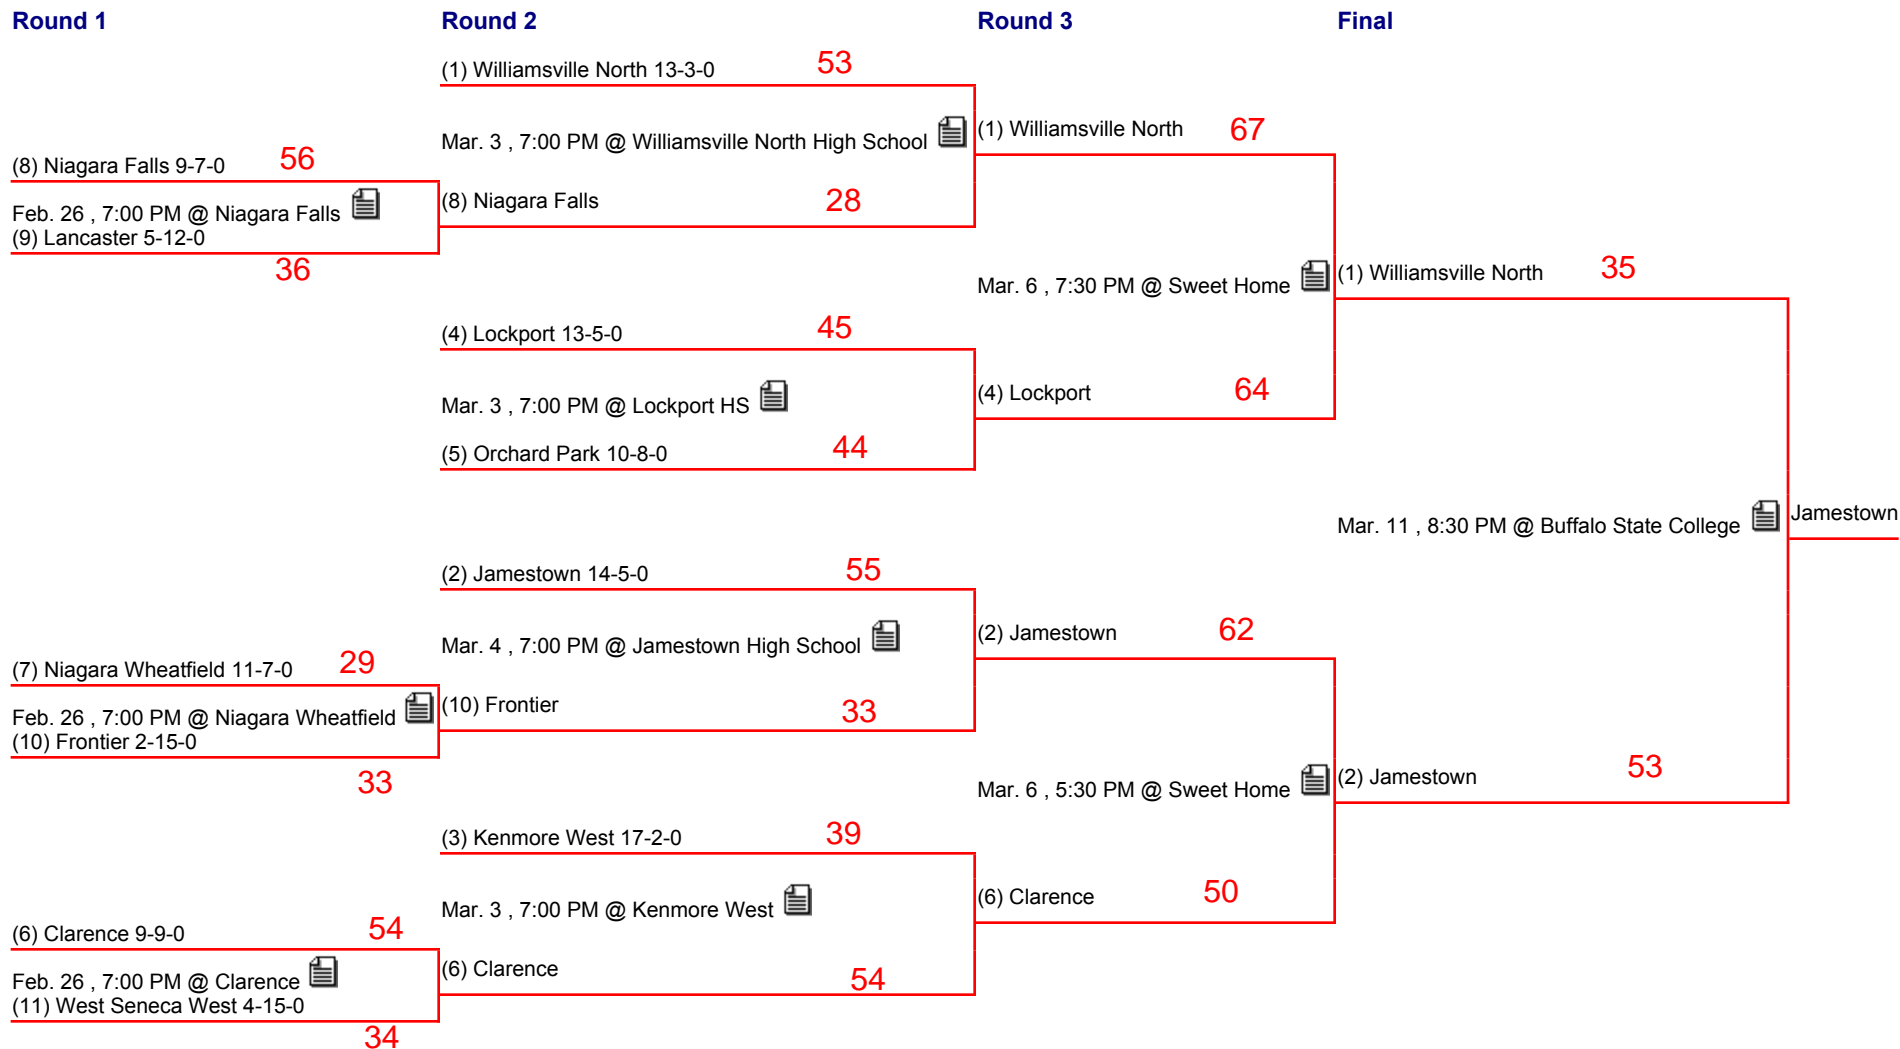 Round 1
Round 2
Round 3
Final
(8) Niagara Falls 9-7-0 56
Feb. 26 , 7:00 PM @ Niagara Falls
(9) Lancaster 5-12-0
36
(7) Niagara Wheatfield 11-7-0 29
Feb. 26 , 7:00 PM @ Niagara Wheatfield
(10) Frontier 2-15-0
33
(6) Clarence 9-9-0 54
Feb. 26 , 7:00 PM @ Clarence
(11) West Seneca West 4-15-0
34
(1) Williamsville North 13-3-0 53
Mar. 3 , 7:00 PM @ Williamsville North High School
(8) Niagara Falls 28
(4) Lockport 13-5-0 45
Mar. 3 , 7:00 PM @ Lockport HS
(5) Orchard Park 10-8-0 44
(2) Jamestown 14-5-0 55
Mar. 4 , 7:00 PM @ Jamestown High School
(10) Frontier 33
(3) Kenmore West 17-2-0 39
Mar. 3 , 7:00 PM @ Kenmore West
(6) Clarence 54
(1) Williamsville North 67
Mar. 6 , 7:30 PM @ Sweet Home
(4) Lockport 64
(2) Jamestown 62
Mar. 6 , 5:30 PM @ Sweet Home
(6) Clarence 50
(1) Williamsville North 35
Mar. 11 , 8:30 PM @ Buffalo State College
(2) Jamestown 53
Jamestown